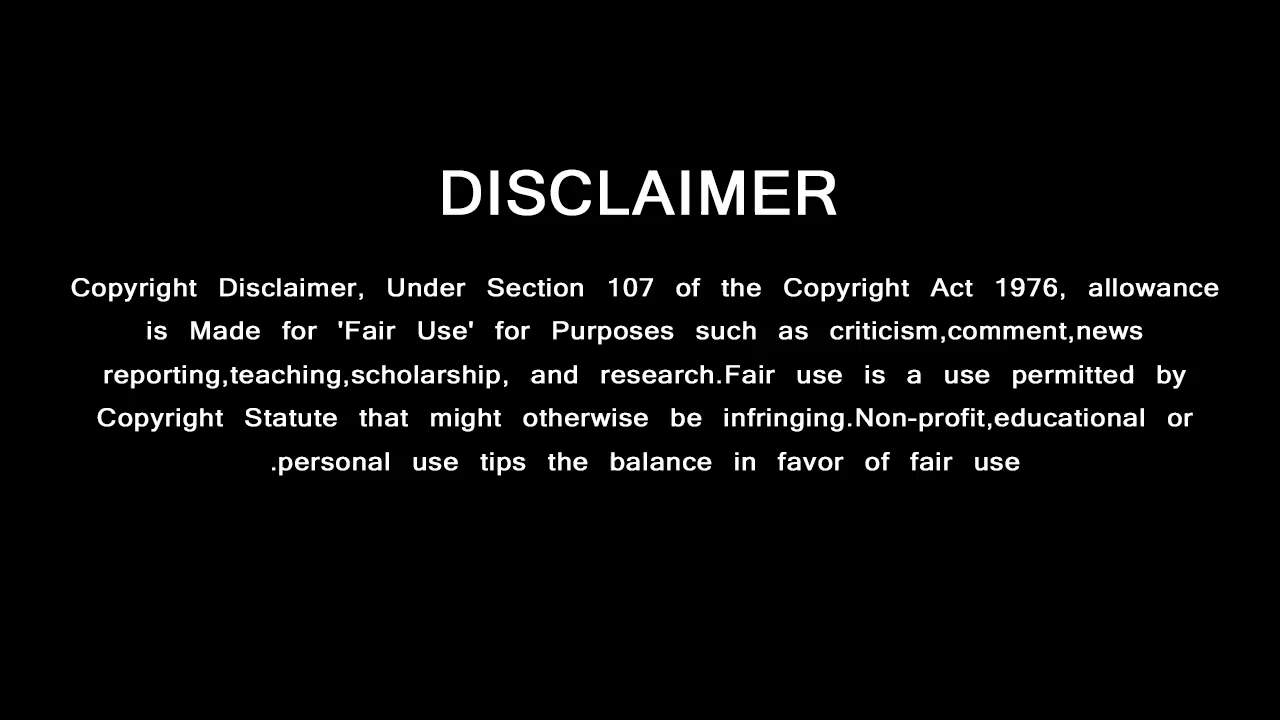 DISCLAIMER
Copyright Disclaimer, Under Section 107 of the Copyright Act 1976, allowance
is Made for 'Fair Use' for Purposes such as criticism,comment,news
reporting,teaching,scholarship, and research.Fair use is a use permitted by
Copyright Statute that might otherwise be infringing.Non-profit,educational or
.personal use tips the balance in favor of fair use